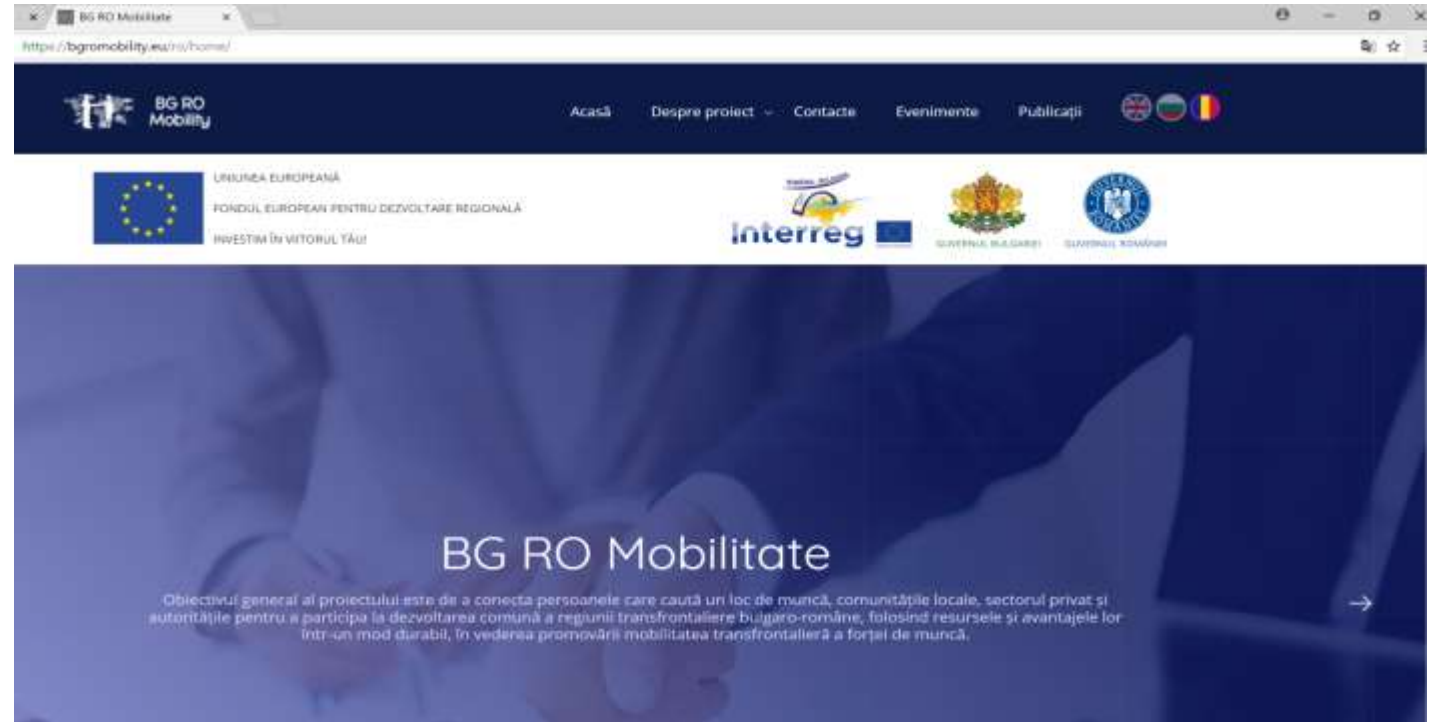 BG RO Mobilitate
https://bgromobility.eu/ro/home/
BG RO
Mobility
Acasă Despre proiect Contacte Evenimente Publicații
UNIUNEA EUROPEANĂ
FONDUL EUROPEAN PENTRU DEZVOLTARE REGIONALĂ
INVESTIM ÎN VIITORUL TĂU!
Interreg
GUVERNUL BULGARIEI
GUVERNUL ROMÂNIEI
BG RO Mobilitate
Obiectivul general al proiectului este de a conecta persoanele care caută un loc de muncă, comunitățile locale, sectorul privat și
autoritățile pentru a participa la dezvoltarea comună a regiunii transfrontaliere bulgaro-române, folosind resursele și avantajele lor
într-un mod durabil, în vederea promovării mobilitatea transfrontalieră a forței de muncă.